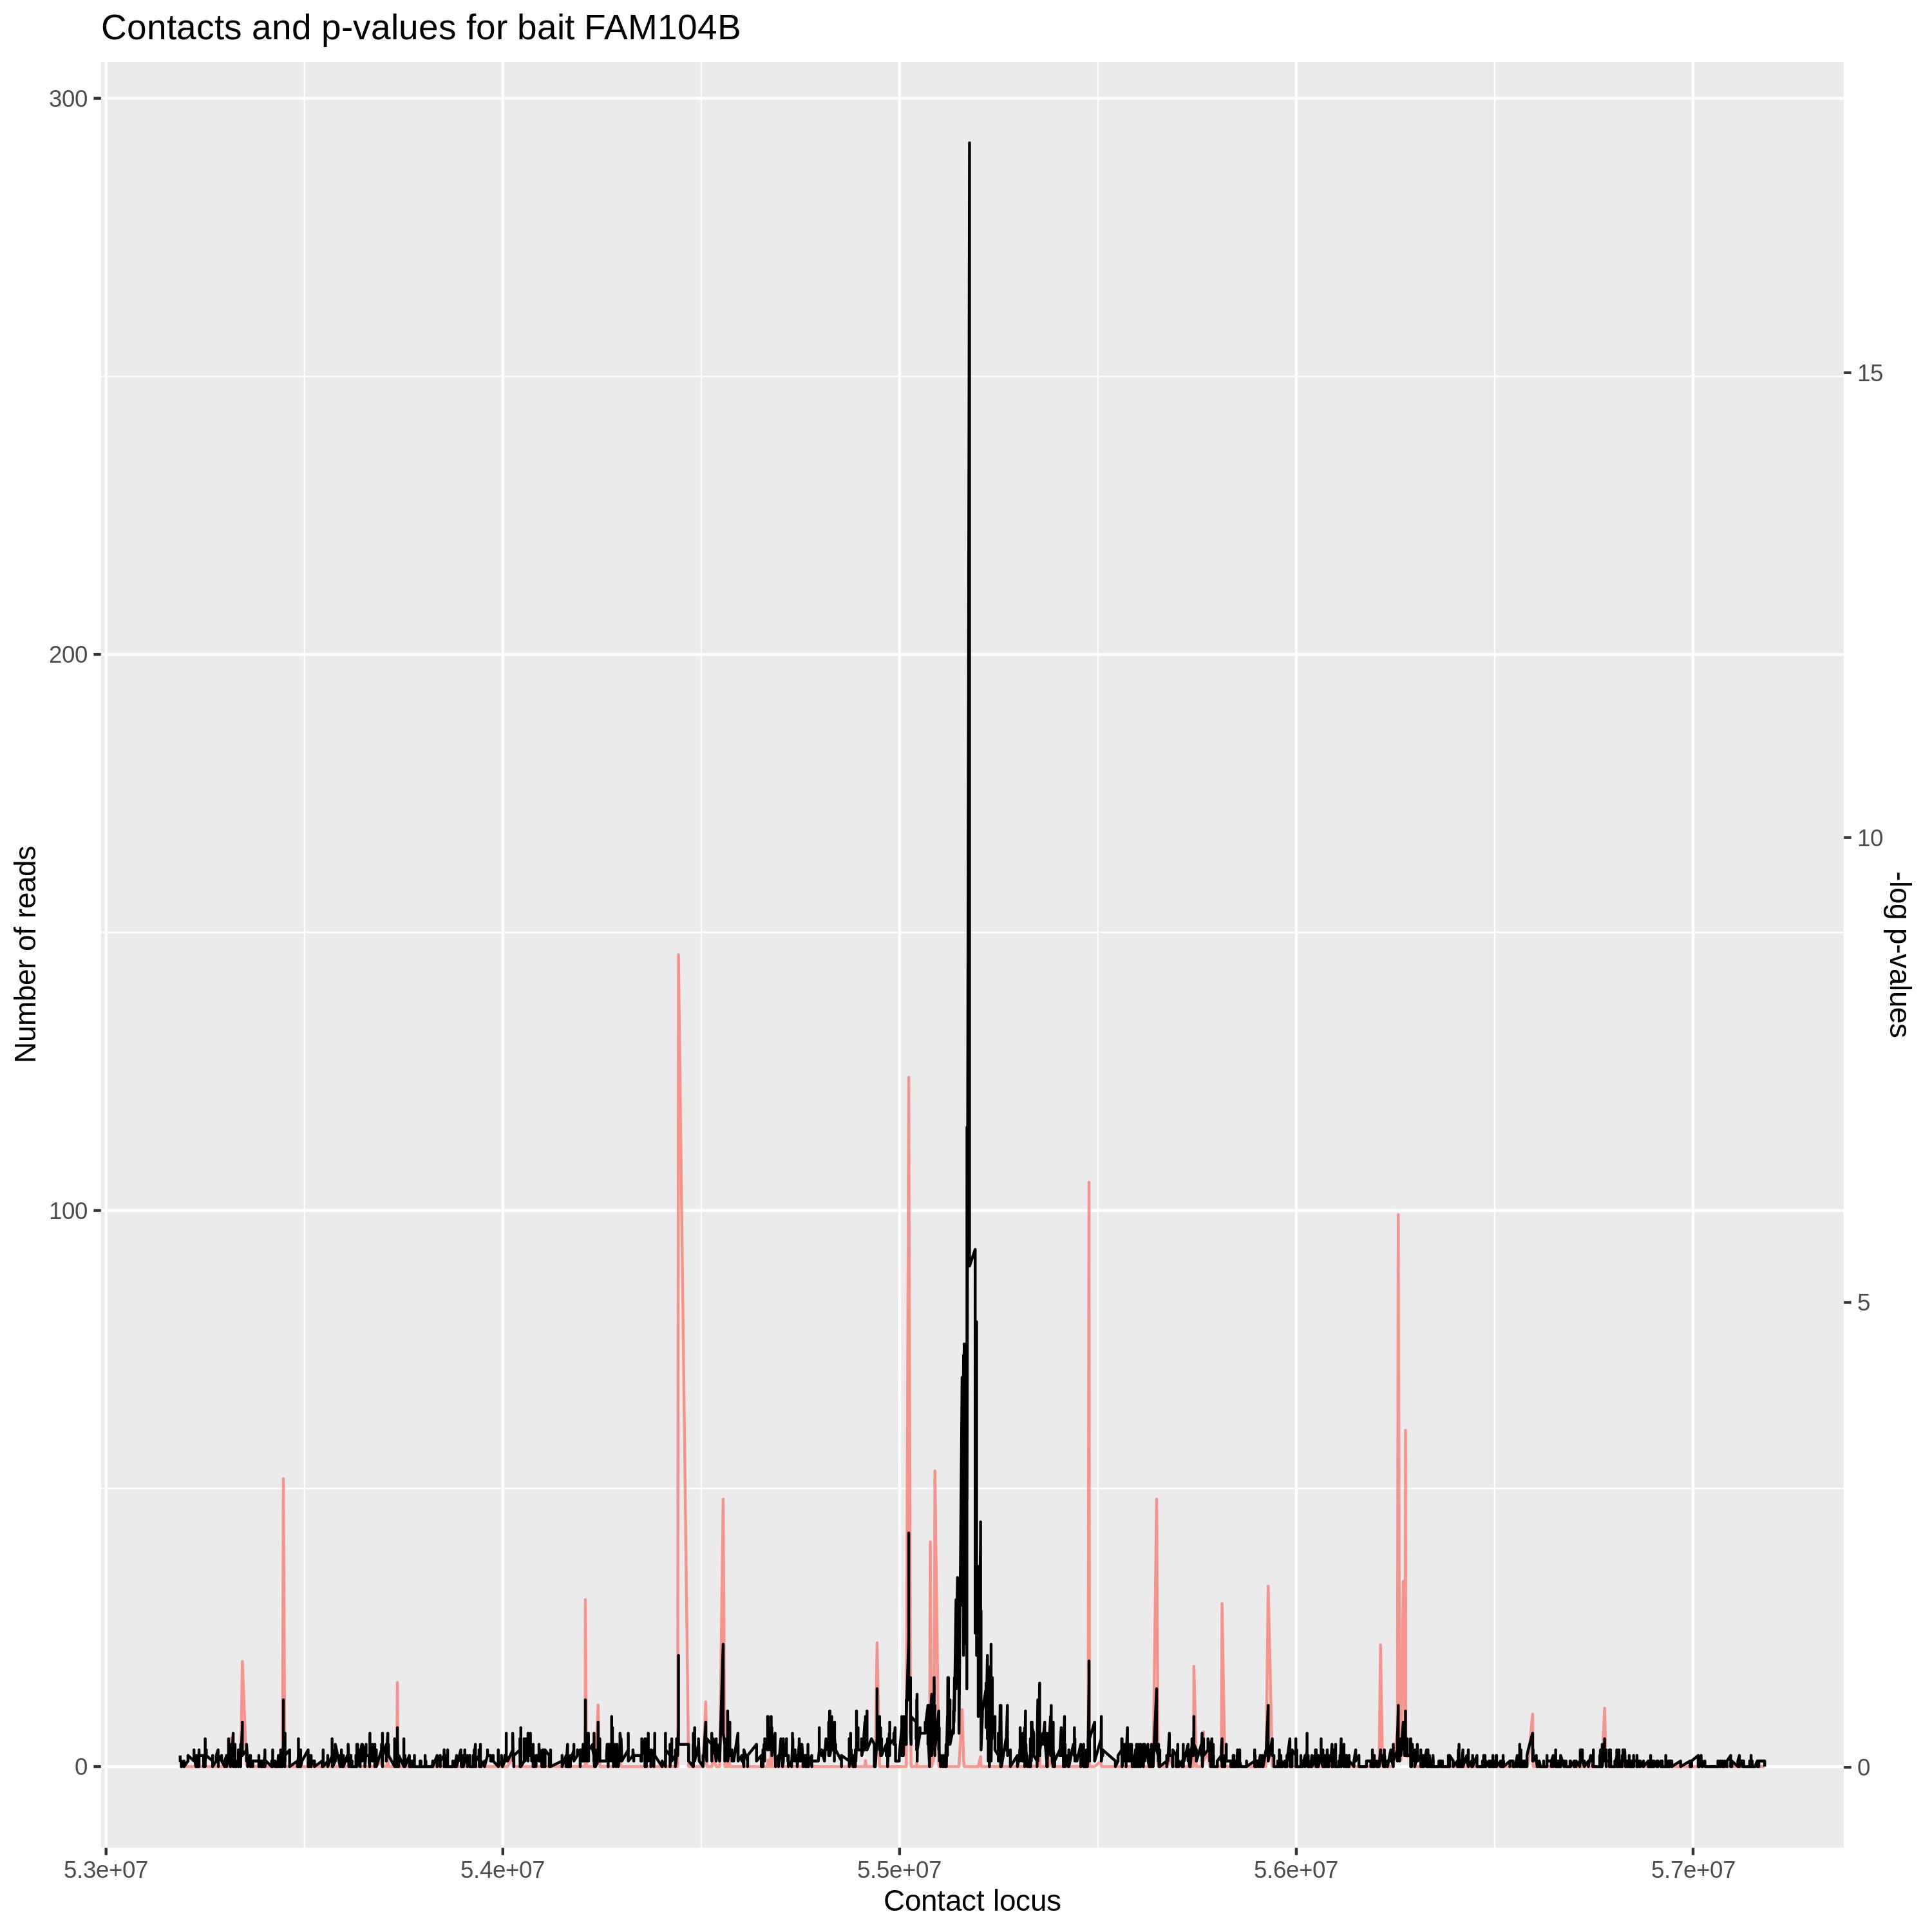 Contacts and p-values for bait FAM104B
300
200
100
0
Number of reads
15
10
5
0
-log p-values
5.3e+07
5.4e+07
5.5e+07
5.6e+07
5.7e+07
Contact locus